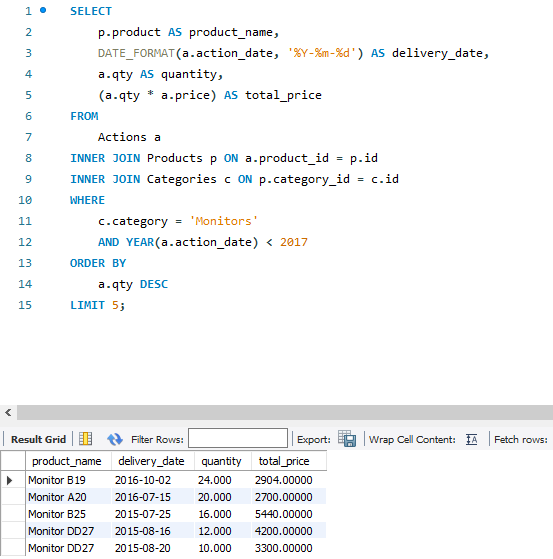 1 SELECT
2 p.product AS product_name,
3 DATE_FORMAT(a.action_date, '%Y-%m-%d') AS delivery_date,
4 a.qty AS quantity,
5 (a.qty * a.price) AS total_price
6 FROM
7 Actions a
8 INNER JOIN Products p ON a.product_id = p.id
9 INNER JOIN Categories c ON p.category_id = c.id
10 WHERE
11 c.category = 'Monitors'
12 AND YEAR(a.action_date) < 2017
13 ORDER BY
14 a.qty DESC
15 LIMIT 5;
Result Grid Filter Rows: Export: Wrap Cell Content: Fetch rows:
product_name delivery_date quantity total_price
Monitor B19 2016-10-02 24.000 2904.00000
Monitor A20 2016-07-15 20.000 2700.00000
Monitor B25 2015-07-25 16.000 5440.00000
Monitor DD27 2015-08-16 12.000 4200.00000
Monitor DD27 2015-08-20 10.000 3300.00000